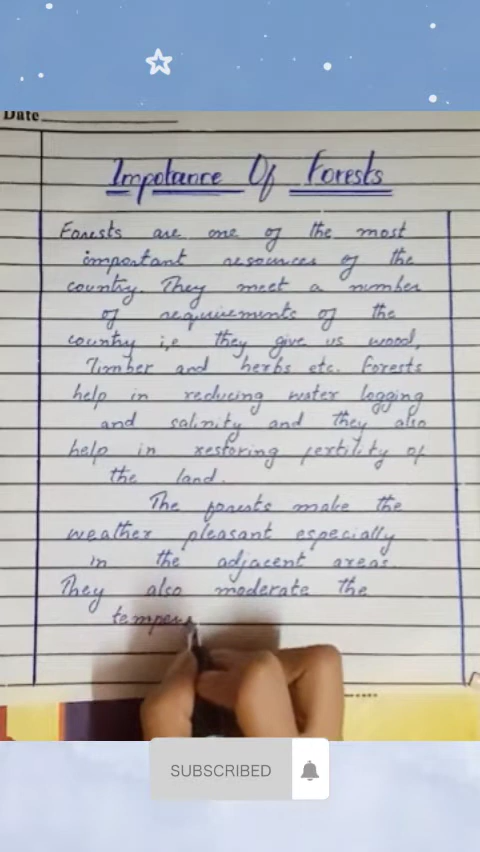 Date
Impotance Of Forests
Forests are one of the most
important resources of the
country. They meet a number
of requirements of the
country i,e they give us wood,
Timber and herbs etc. Forests
help in reducing water logging
and salinity and they also
help in restoring fertility of
the land.
The forests make the
weather pleasant especially
in the adjacent areas.
They also moderate the
temper
SUBSCRIBED